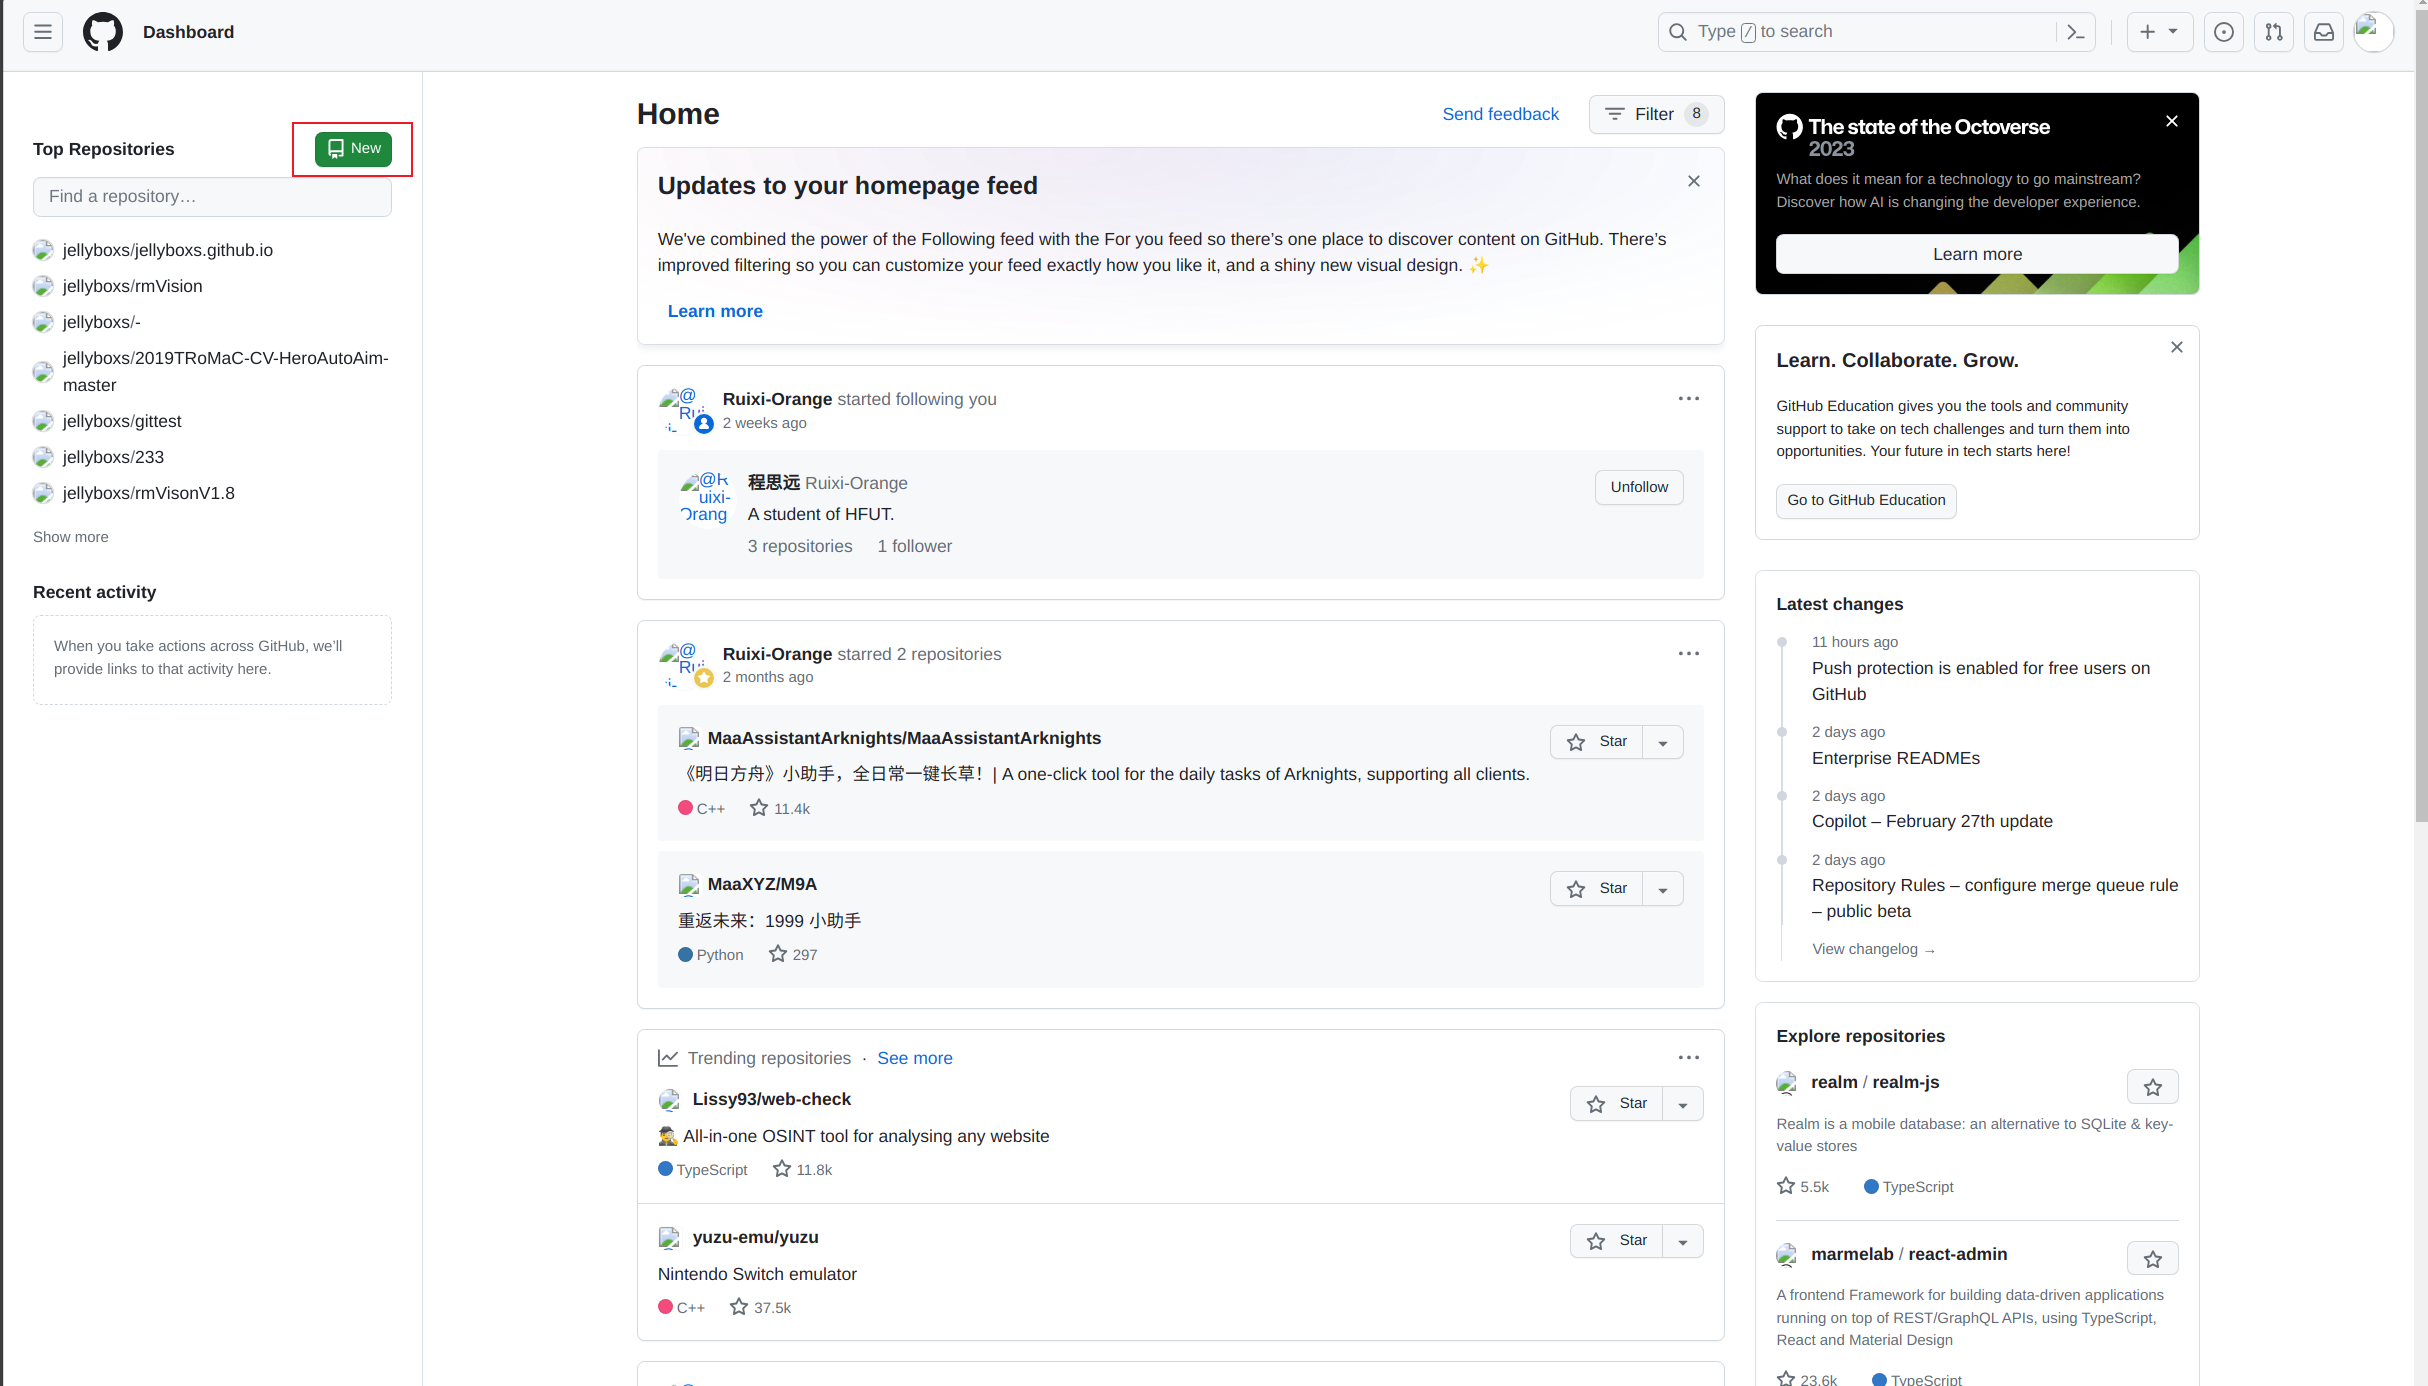 Dashboard
Type / to search
Top Repositories
New
Find a repository…
jellyboxs/jellyboxs.github.io
jellyboxs/rmVision
jellyboxs/-
jellyboxs/2019TRoMaC-CV-HeroAutoAim-
master
jellyboxs/gittest
jellyboxs/233
jellyboxs/rmVisonV1.8
Show more
Recent activity
When you take actions across GitHub, we’ll
provide links to that activity here.
Home
Send feedback
Filter 8
Updates to your homepage feed
We've combined the power of the Following feed with the For you feed so there’s one place to discover content on GitHub. There’s
improved filtering so you can customize your feed exactly how you like it, and a shiny new visual design. ✨
Learn more
Ruixi-Orange started following you
2 weeks ago
@R
uixi-
Orang
程思远 Ruixi-Orange
A student of HFUT.
3 repositories 1 follower
Unfollow
Ruixi-Orange starred 2 repositories
2 months ago
MaaAssistantArknights/MaaAssistantArknights
Star
《明日方舟》小助手，全日常一键长草！| A one-click tool for the daily tasks of Arknights, supporting all clients.
C++ 11.4k
MaaXYZ/M9A
Star
重返未来：1999 小助手
Python 297
Trending repositories · See more
Lissy93/web-check
Star
🕵️‍♂️ All-in-one OSINT tool for analysing any website
TypeScript 11.8k
yuzu-emu/yuzu
Star
Nintendo Switch emulator
C++ 37.5k
The state of the Octoverse
2023
What does it mean for a technology to go mainstream?
Discover how AI is changing the developer experience.
Learn more
Learn. Collaborate. Grow.
GitHub Education gives you the tools and community
support to take on tech challenges and turn them into
opportunities. Your future in tech starts here!
Go to GitHub Education
Latest changes
11 hours ago
Push protection is enabled for free users on
GitHub
2 days ago
Enterprise READMEs
2 days ago
Copilot – February 27th update
2 days ago
Repository Rules – configure merge queue rule
– public beta
View changelog →
Explore repositories
realm / realm-js
Realm is a mobile database: an alternative to SQLite & key-
value stores
5.5k TypeScript
marmelab / react-admin
A frontend Framework for building data-driven applications
running on top of REST/GraphQL APIs, using TypeScript,
React and Material Design
23.6k TypeScript